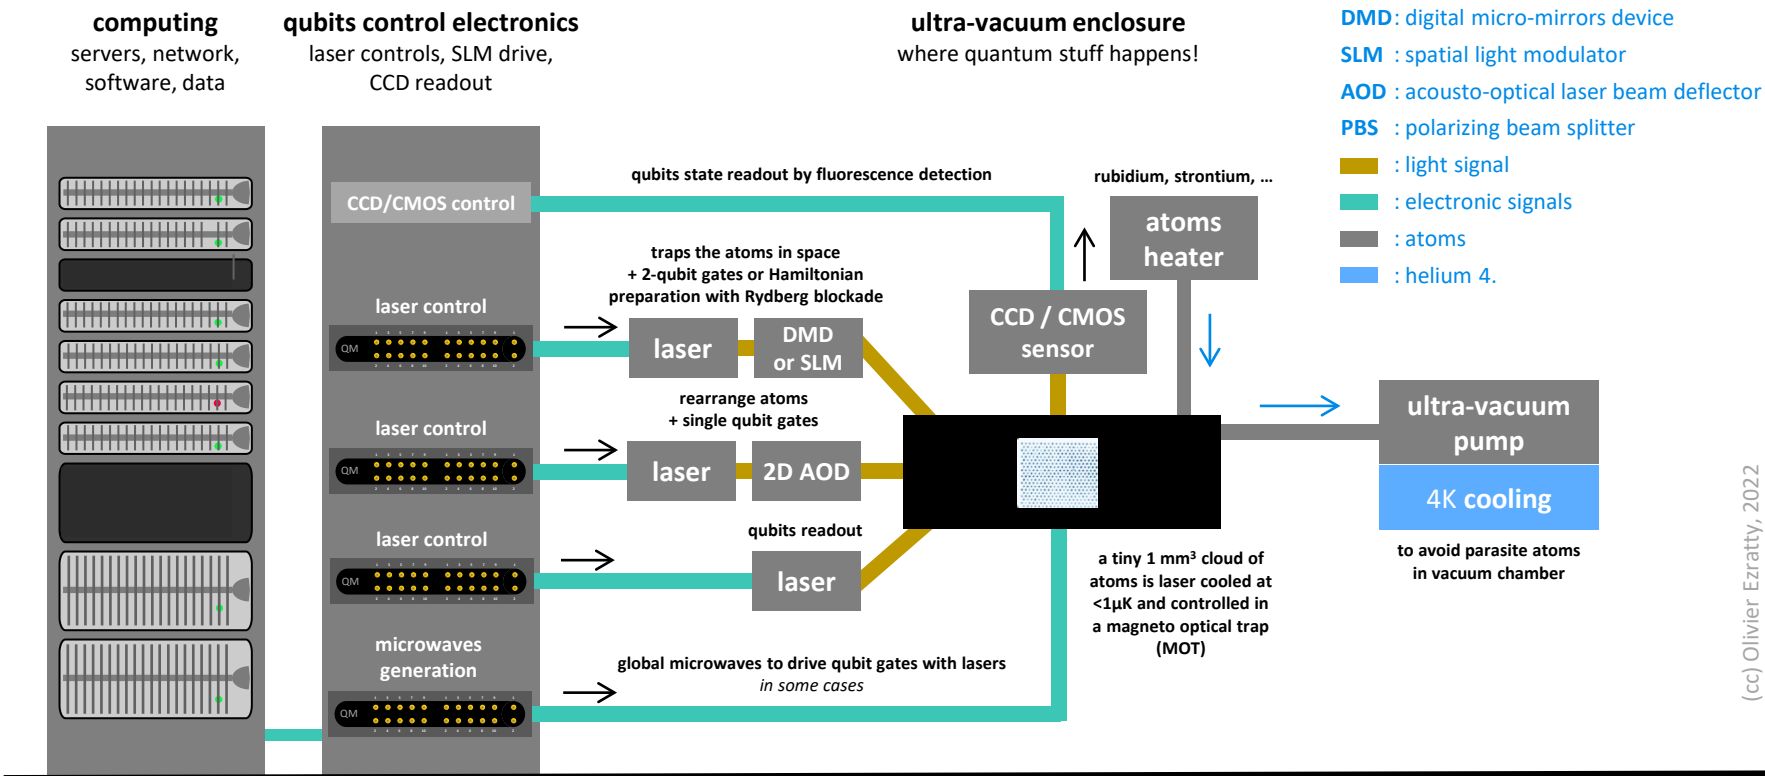 computing
servers, network,
software, data
qubits control electronics
laser controls, SLM drive,
CCD readout
ultra-vacuum enclosure
where quantum stuff happens!
DMD: digital micro-mirrors device
SLM : spatial light modulator
AOD : acousto-optical laser beam deflector
PBS : polarizing beam splitter
: light signal
: electronic signals
: atoms
: helium 4.
CCD/CMOS control
qubits state readout by fluorescence detection
rubidium, strontium, ...
atoms
heater
traps the atoms in space
+ 2-qubit gates or Hamiltonian
preparation with Rydberg blockade
laser control
QM
laser
DMD
or SLM
CCD / CMOS
sensor
rearrange atoms
+ single qubit gates
laser control
QM
laser
2D AOD
ultra-vacuum
pump
4K cooling
to avoid parasite atoms
in vacuum chamber
qubits readout
laser control
QM
laser
a tiny 1 mm³ cloud of
atoms is laser cooled at
<1µK and controlled in
a magneto optical trap
(MOT)
microwaves
generation
QM
global microwaves to drive qubit gates with lasers
in some cases
(cc) Olivier Ezratty, 2022